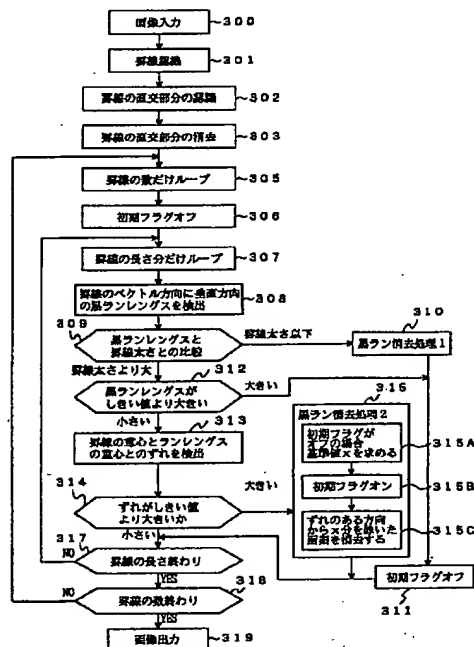 画像入力
300
罫線認識
301
罫線の直交部分の認識
302
罫線の直交部分の消去
303
罫線の数だけループ
305
初期フラグオフ
306
罫線の長さ分だけループ
307
罫線のベクトル方向に垂直方向
の黒ランレングスを検出
308
309
黒ランレングスと
罫線太さとの比較
罫線太さ以下
310
黒ラン消去処理1
罫線太さより大
312
黒ランレングスが
しきい値より大きい
大きい
小さい
313
罫線の重心とランレングス
の重心とのずれを検出
315
黒ラン消去処理2
初期フラグが
オフの場合
基準値xを求める
315A
初期フラグオン
315B
ずれのある方向
からx分を除いた
画素を消去する
315C
314
ずれがしきい値
より大きいか
大きい
小さい
317
罫線の長さ終わり
NO
YES
初期フラグオフ
311
318
罫線の数終わり
NO
YES
画像出力
319